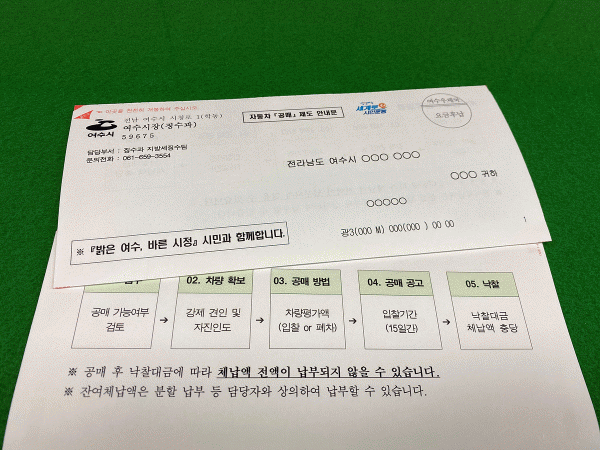 여수시
전남 여수시 시청로 1(학동)
여수시장(징수과)
59675
담당부서 : 징수과 지방세징수팀
문의전화 : 061-659-3554
자동차 『공매』 제도 안내문
세계로
시민운동
여수우체국
요금후납
전라남도 여수시 ○○○ ○○○
○○○ 귀하
○○○○○
광3(000 M) 000(000 ) 00 00
1
※ 『밝은 여수, 바른 시정』 시민과 함께합니다.
02. 차량 확보
03. 공매 방법
04. 공매 공고
05. 낙찰
공매 가능여부
검토
→
강제 견인 및
자진인도
→
차량평가액
(입찰 or 폐차)
→
입찰기간
(15일간)
→
낙찰대금
체납액 충당
※ 공매 후 낙찰대금에 따라 체납액 전액이 납부되지 않을 수 있습니다.
※ 잔여체납액은 분할 납부 등 담당자와 상의하여 납부할 수 있습니다.